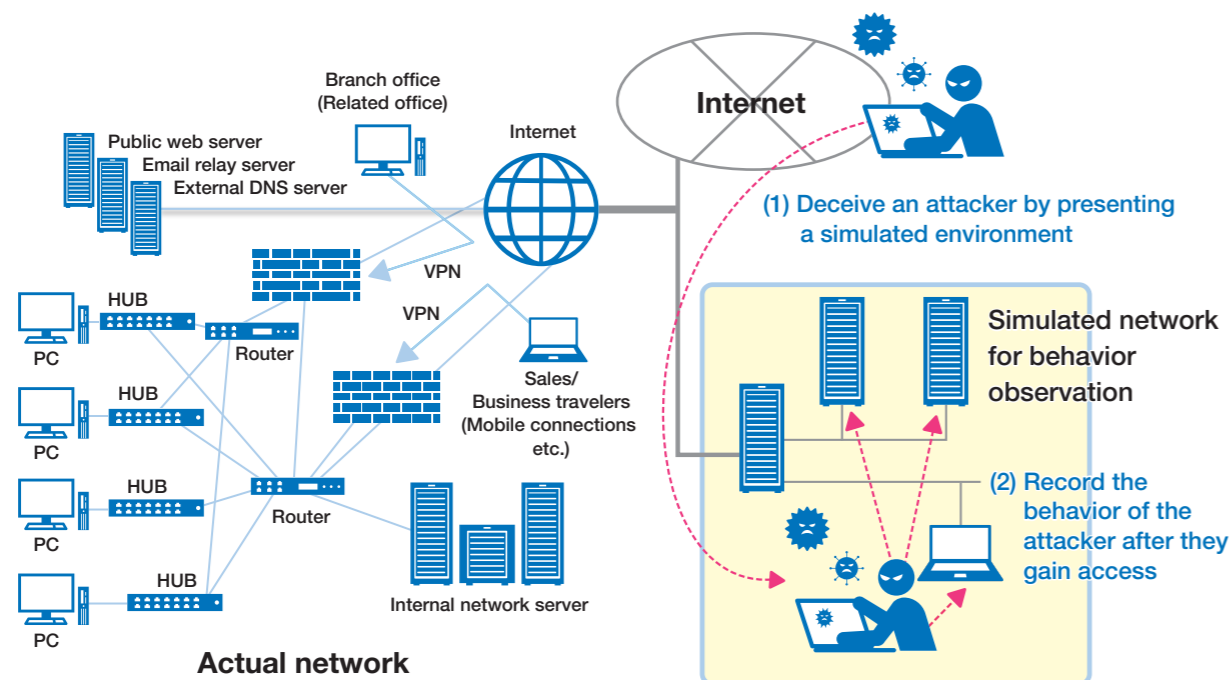 Internet
Branch office
(Related office)
Internet
Public web server
Email relay server
External DNS server
(1) Deceive an attacker by presenting
a simulated environment
VPN
HUB
VPN
PC
Router
Simulated network
for behavior
observation
Sales/
Business travelers
(Mobile connections
etc.)
HUB
PC
HUB
PC
Router
(2) Record the
behavior of the
attacker after they
gain access
HUB
PC
Internal network server
Actual network